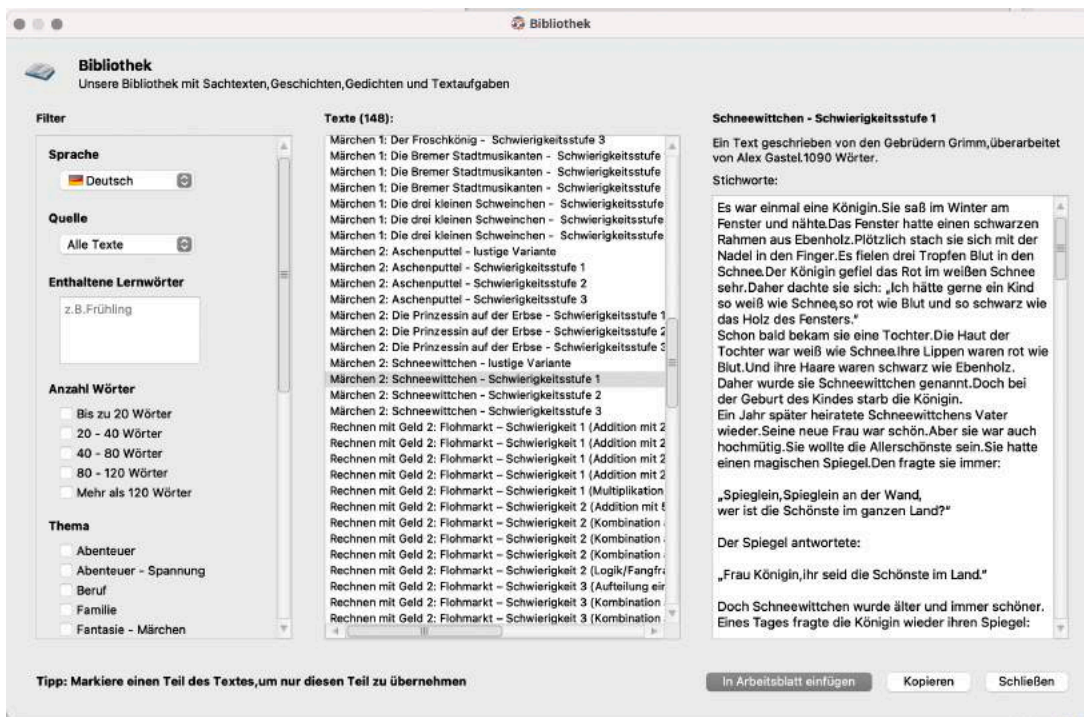 Bibliothek
Bibliothek
Unsere Bibliothek mit Sachtexten,Geschichten,Gedichten und Textaufgaben
Filter
Sprache
Deutsch
Quelle
Alle Texte
Enthaltene Lernwörter
z.B.Frühling
Anzahl Wörter
Bis zu 20 Wörter
20 - 40 Wörter
40 - 80 Wörter
80 - 120 Wörter
Mehr als 120 Wörter
Thema
Abenteuer
Abenteuer - Spannung
Beruf
Familie
Fantasie - Märchen
Texte (148):
Märchen 1: Der Froschkönig - Schwierigkeitsstufe 3
Märchen 1: Die Bremer Stadtmusikanten - Schwierigkeitsstufe
Märchen 1: Die Bremer Stadtmusikanten - Schwierigkeitsstufe
Märchen 1: Die Bremer Stadtmusikanten - Schwierigkeitsstufe
Märchen 1: Die drei kleinen Schweinchen - Schwierigkeitsstufe
Märchen 1: Die drei kleinen Schweinchen - Schwierigkeitsstufe
Märchen 1: Die drei kleinen Schweinchen - Schwierigkeitsstufe
Märchen 2: Aschenputtel - lustige Variante
Märchen 2: Aschenputtel - Schwierigkeitsstufe 1
Märchen 2: Aschenputtel - Schwierigkeitsstufe 2
Märchen 2: Aschenputtel - Schwierigkeitsstufe 3
Märchen 2: Die Prinzessin auf der Erbse - Schwierigkeitsstufe 1
Märchen 2: Die Prinzessin auf der Erbse - Schwierigkeitsstufe 2
Märchen 2: Die Prinzessin auf der Erbse - Schwierigkeitsstufe 3
Märchen 2: Schneewittchen - lustige Variante
Märchen 2: Schneewittchen - Schwierigkeitsstufe 1
Märchen 2: Schneewittchen - Schwierigkeitsstufe 2
Märchen 2: Schneewittchen - Schwierigkeitsstufe 3
Rechnen mit Geld 2: Flohmarkt – Schwierigkeit 1 (Addition mit 2
Rechnen mit Geld 2: Flohmarkt – Schwierigkeit 1 (Addition mit 2
Rechnen mit Geld 2: Flohmarkt – Schwierigkeit 1 (Addition mit 2
Rechnen mit Geld 2: Flohmarkt – Schwierigkeit 1 (Addition mit 2
Rechnen mit Geld 2: Flohmarkt – Schwierigkeit 1 (Multiplikation
Rechnen mit Geld 2: Flohmarkt – Schwierigkeit 2 (Addition mit 5
Rechnen mit Geld 2: Flohmarkt – Schwierigkeit 2 (Kombination
Rechnen mit Geld 2: Flohmarkt – Schwierigkeit 2 (Kombination
Rechnen mit Geld 2: Flohmarkt – Schwierigkeit 2 (Kombination
Rechnen mit Geld 2: Flohmarkt – Schwierigkeit 2 (Logik/Fangfra
Rechnen mit Geld 2: Flohmarkt – Schwierigkeit 3 (Aufteilung ein
Rechnen mit Geld 2: Flohmarkt – Schwierigkeit 3 (Kombination
Rechnen mit Geld 2: Flohmarkt – Schwierigkeit 3 (Kombination
Schneewittchen - Schwierigkeitsstufe 1
Ein Text geschrieben von den Gebrüdern Grimm,überarbeitet
von Alex Gastel.1090 Wörter.
Stichworte:
Es war einmal eine Königin.Sie saß im Winter am
Fenster und nähte.Das Fenster hatte einen schwarzen
Rahmen aus Ebenholz.Plötzlich stach sie sich mit der
Nadel in den Finger.Es fielen drei Tropfen Blut in den
Schnee.Der Königin gefiel das Rot im weißen Schnee
sehr.Daher dachte sie sich: „Ich hätte gerne ein Kind
so weiß wie Schnee,so rot wie Blut und so schwarz wie
das Holz des Fensters."
Schon bald bekam sie eine Tochter.Die Haut der
Tochter war weiß wie Schnee.Ihre Lippen waren rot wie
Blut.Und ihre Haare waren schwarz wie Ebenholz.
Daher wurde sie Schneewittchen genannt.Doch bei
der Geburt des Kindes starb die Königin.
Ein Jahr später heiratete Schneewittchens Vater
wieder.Seine neue Frau war schön.Aber sie war auch
hochmütig.Sie wollte die Allerschönste sein.Sie hatte
einen magischen Spiegel.Den fragte sie immer:
„Spieglein,Spieglein an der Wand,
wer ist die Schönste im ganzen Land?"
Der Spiegel antwortete:
„Frau Königin,ihr seid die Schönste im Land."
Doch Schneewittchen wurde älter und immer schöner.
Eines Tages fragte die Königin wieder ihren Spiegel:
Tipp: Markiere einen Teil des Textes,um nur diesen Teil zu übernehmen
In Arbeitsblatt einfügen
Kopieren
Schließen